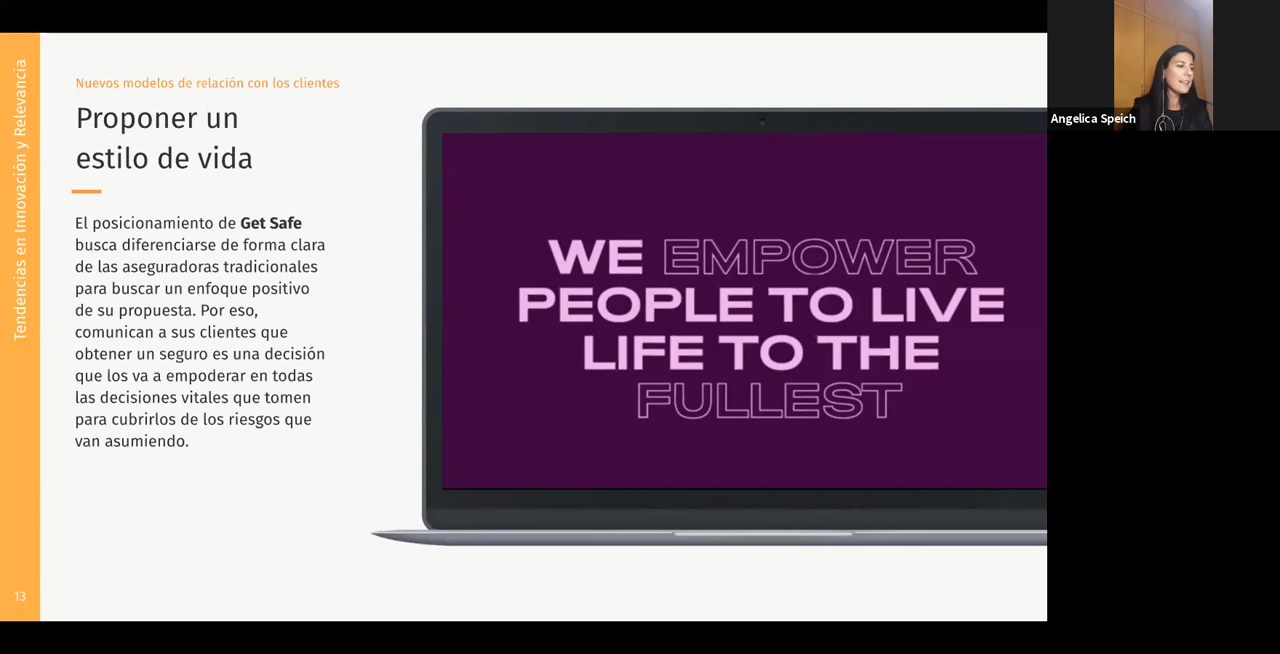 Tendencias en Innovación y Relevancia
Nuevos modelos de relación con los clientes
Proponer un
estilo de vida
El posicionamiento de Get Safe
busca diferenciarse de forma clara
de las aseguradoras tradicionales
para buscar un enfoque positivo
de su propuesta. Por eso,
comunican a sus clientes que
obtener un seguro es una decisión
que los va a empoderar en todas
las decisiones vitales que tomen
para cubrirlos de los riesgos que
van asumiendo.
WE EMPOWER
PEOPLE TO LIVE
LIFE TO THE
FULLEST
13
Angelica Speich